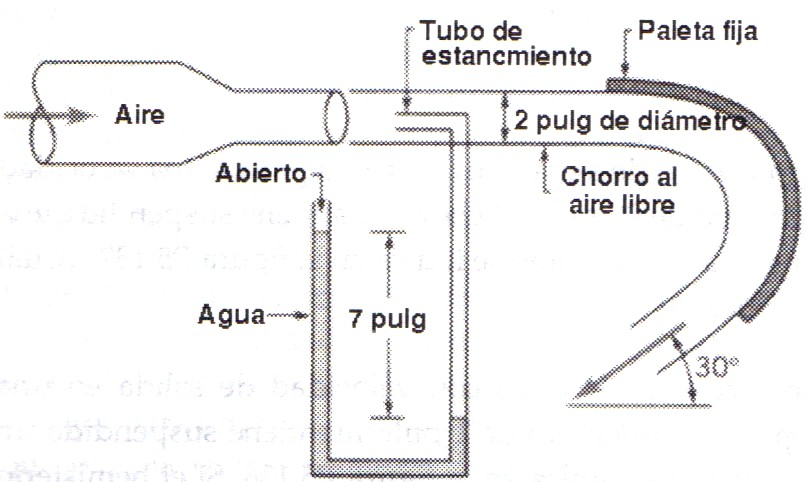 Tubo de
estancmiento
Paleta fija
Aire
2 pulg de diámetro
Abierto
Chorro al
aire libre
Agua
7 pulg
30°